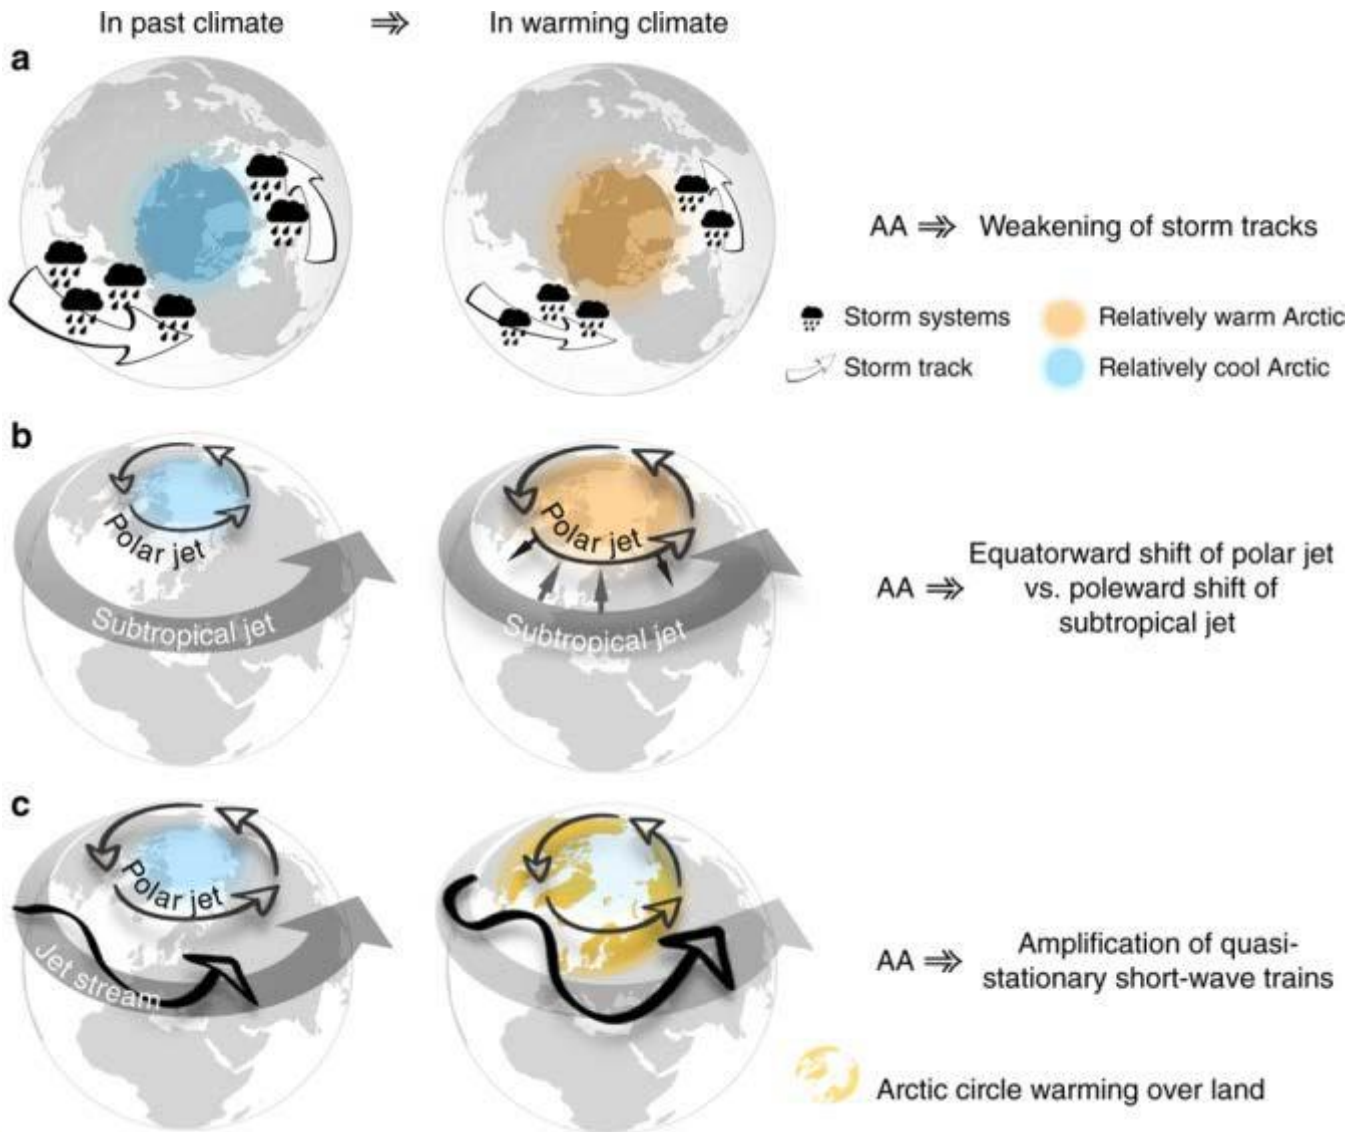 In past climate ⇒ In warming climate
a
AA ⇒ Weakening of storm tracks
Storm systems
Relatively warm Arctic
Storm track
Relatively cool Arctic
b
Polar jet
Subtropical jet
Polar jet
Subtropical jet
AA ⇒ Equatorward shift of polar jet
vs. poleward shift of
subtropical jet
c
Polar jet
Jet stream
AA ⇒ Amplification of quasi-
stationary short-wave trains
Arctic circle warming over land